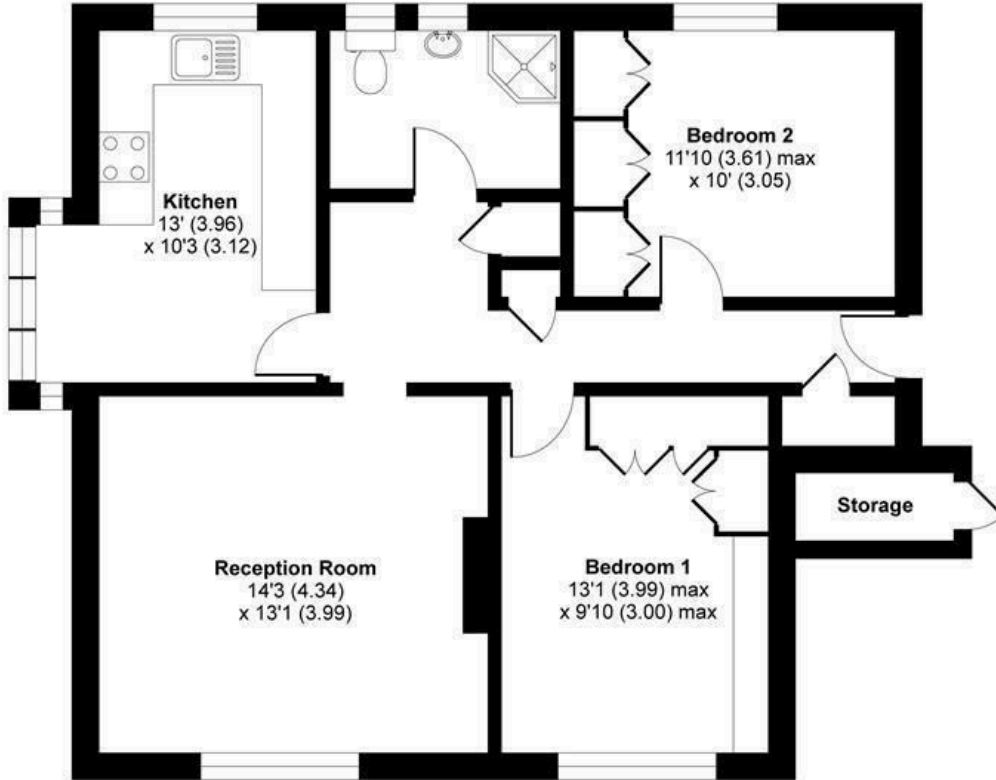 Kitchen
13' (3.96)
x 10'3 (3.12)
Bedroom 2
11'10 (3.61) max
x 10' (3.05)
Reception Room
14'3 (4.34)
x 13'1 (3.99)
Bedroom 1
13'1 (3.99) max
x 9'10 (3.00) max
Storage